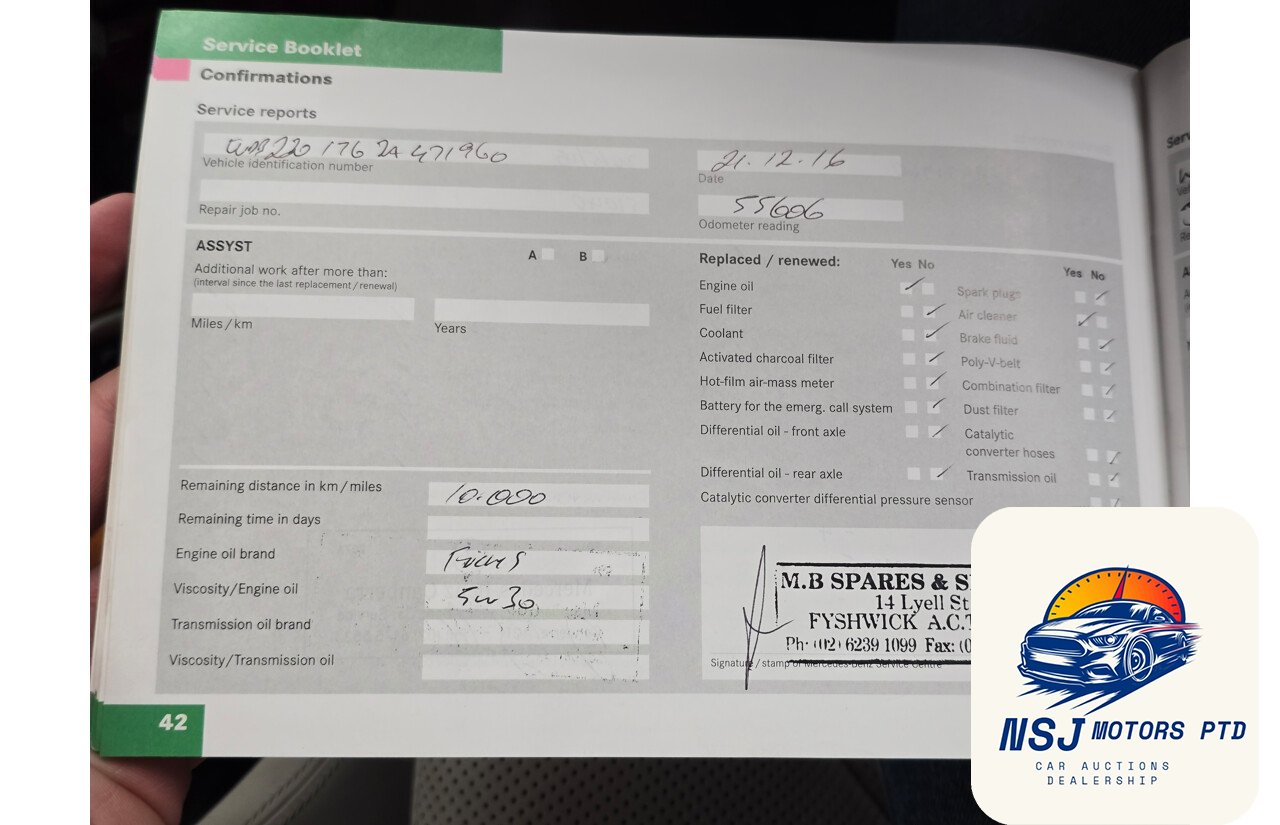 Service Booklet
Confirmations
Service reports
WDB220 176 2A 471960
Vehicle identification number
21.12.16
Date
Repair job no.
55606
Odometer reading
ASSYST
A B
Additional work after more than:
(interval since the last replacement / renewal)
Miles / km
Years
Replaced / renewed: Yes No
Yes No
Engine oil
Spark plugs
Fuel filter
Air cleaner
Coolant
Brake fluid
Activated charcoal filter
Poly-V-belt
Hot-film air-mass meter
Combination filter
Battery for the emerg. call system
Dust filter
Differential oil - front axle
Catalytic
converter hoses
Differential oil - rear axle
Transmission oil
Catalytic converter differential pressure sensor
Remaining distance in km / miles
10.000
Remaining time in days
Engine oil brand
Fuchs
Viscosity/Engine oil
5w30
Transmission oil brand
Viscosity/Transmission oil
M.B SPARES & S
14 Lyell St
FYSHWICK A.C.T
Ph: (02) 6239 1099 Fax: (0
Signature / stamp of Mercedes-Benz Service Centre
42
NSJ MOTORS PTD
CAR AUCTIONS
DEALERSHIP